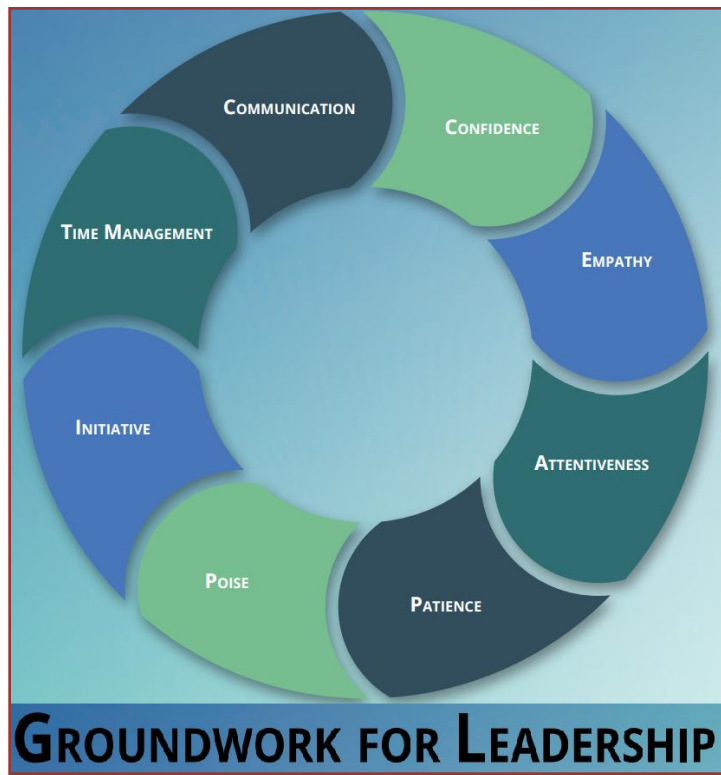 Communication
Confidence
Empathy
Attentiveness
Patience
Poise
Initiative
Time Management
Groundwork for Leadership